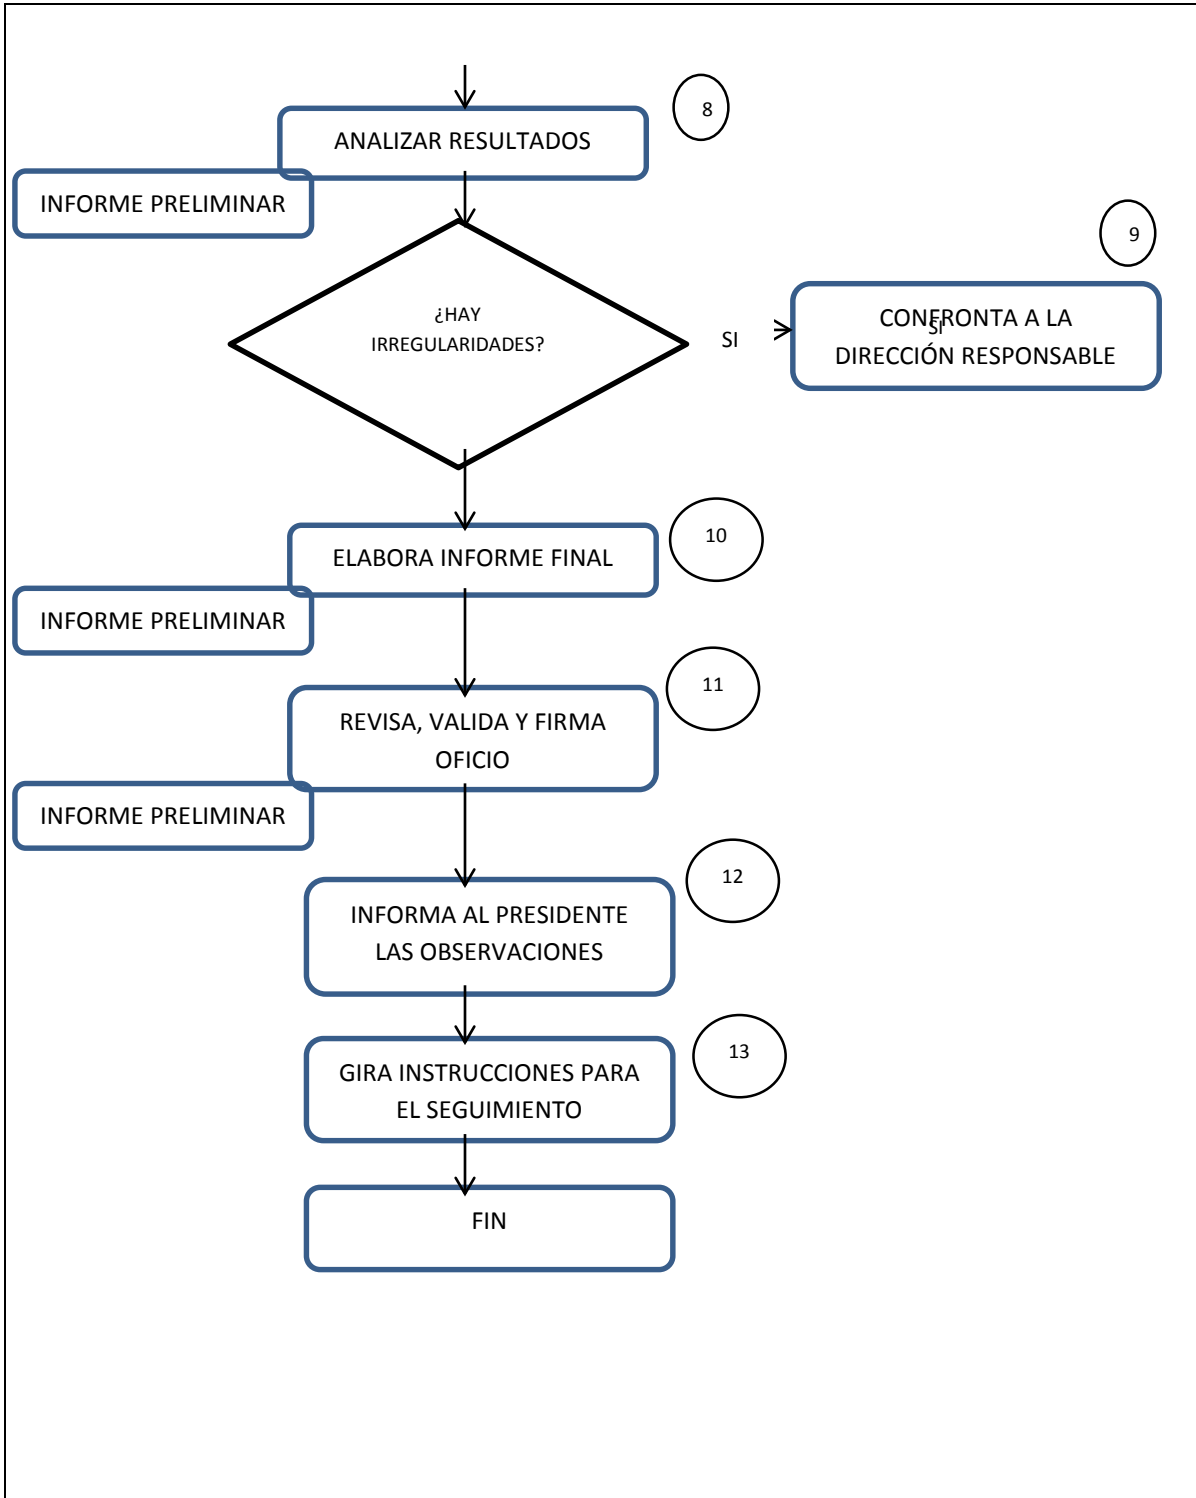 8
ANALIZAR RESULTADOS
INFORME PRELIMINAR
9
¿HAY
IRREGULARIDADES?
SI
CONFRONTA A LA
SI
DIRECCIÓN RESPONSABLE
10
ELABORA INFORME FINAL
INFORME PRELIMINAR
11
REVISA, VALIDA Y FIRMA
OFICIO
INFORME PRELIMINAR
12
INFORMA AL PRESIDENTE
LAS OBSERVACIONES
13
GIRA INSTRUCCIONES PARA
EL SEGUIMIENTO
FIN